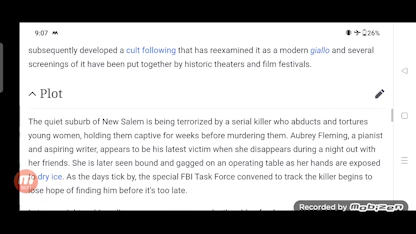 9:07
26%
subsequently developed a cult following that has reexamined it as a modern giallo and several
screenings of it have been put together by historic theaters and film festivals.
Plot
The quiet suburb of New Salem is being terrorized by a serial killer who abducts and tortures
young women, holding them captive for weeks before murdering them. Aubrey Fleming, a pianist
and aspiring writer, appears to be his latest victim when she disappears during a night out with
her friends. She is later seen bound and gagged on an operating table as her hands are exposed
to dry ice. As the days tick by, the special FBI Task Force convened to track the killer begins to
lose hope of finding him before it's too late.
Recorded by Mobizen